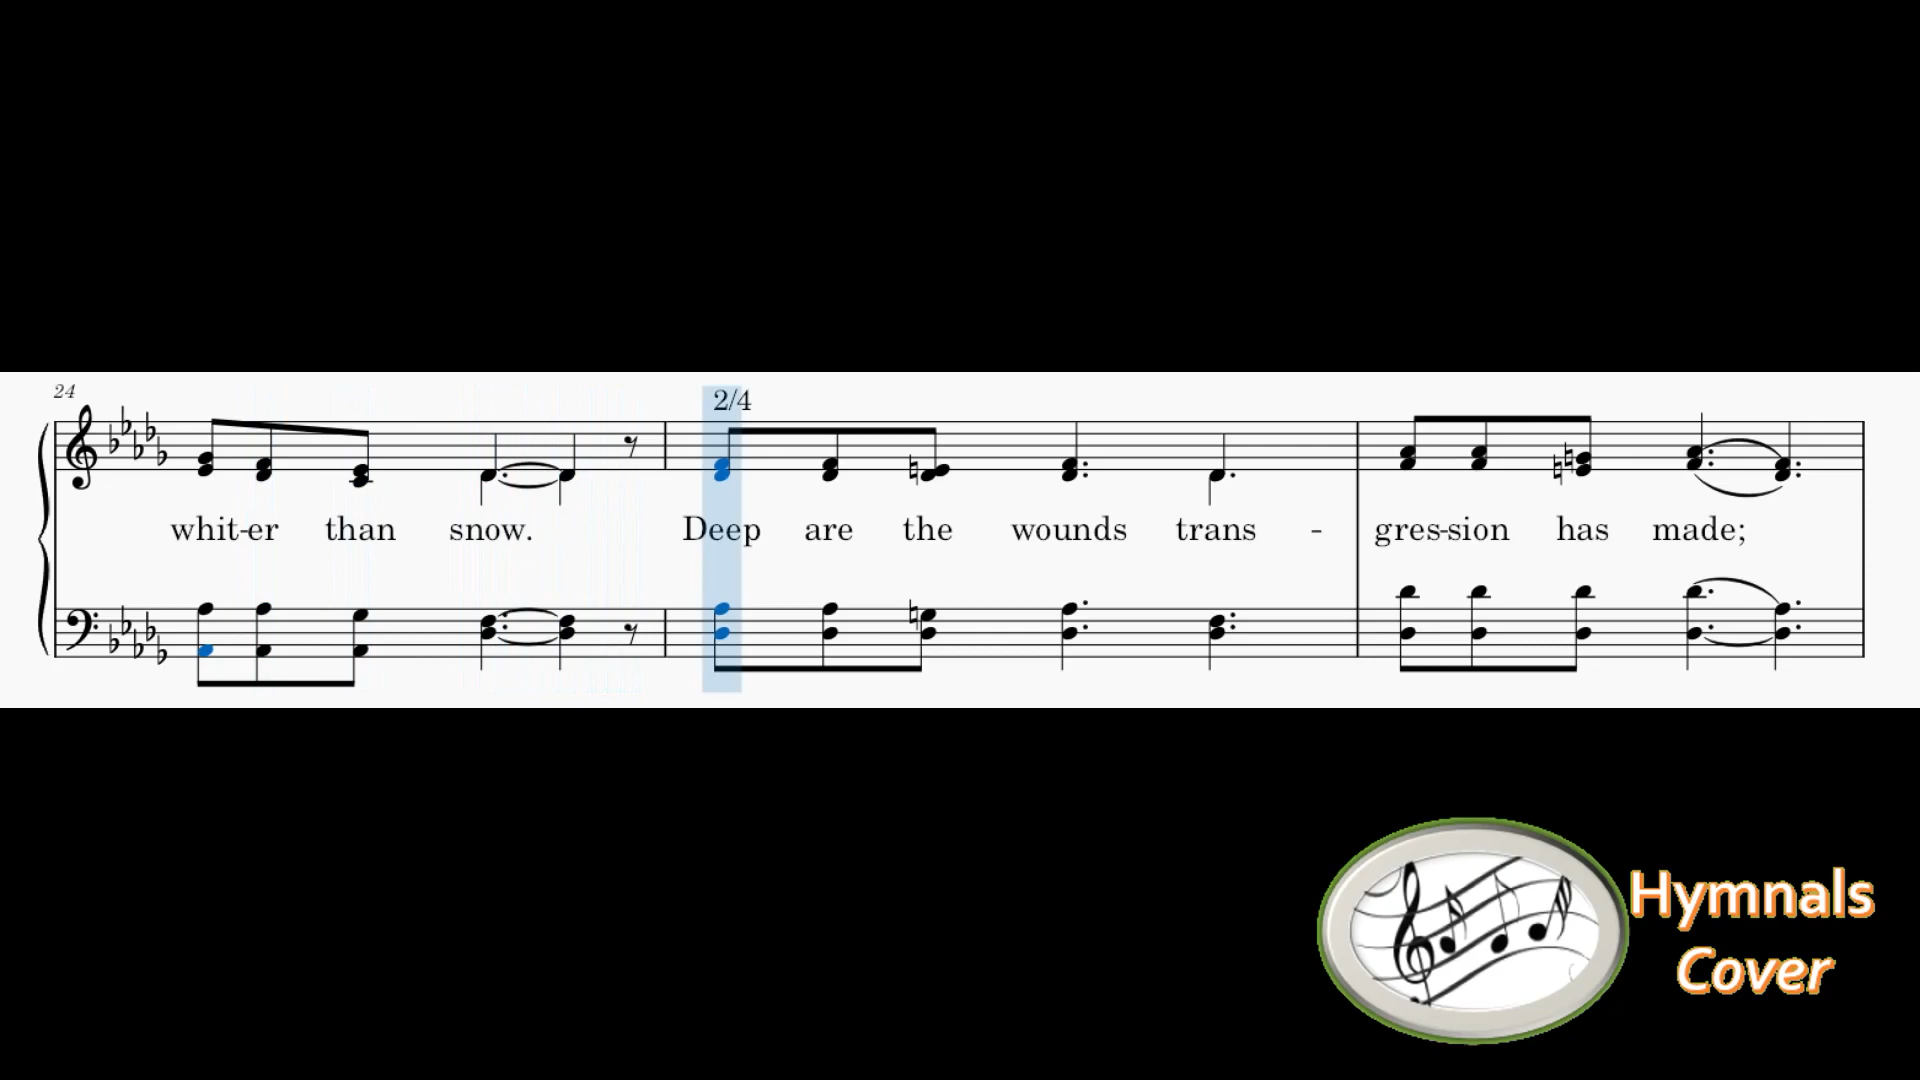 24
2/4
whit-er than snow. Deep are the wounds trans - gres-sion has made;
Hymnals
Cover